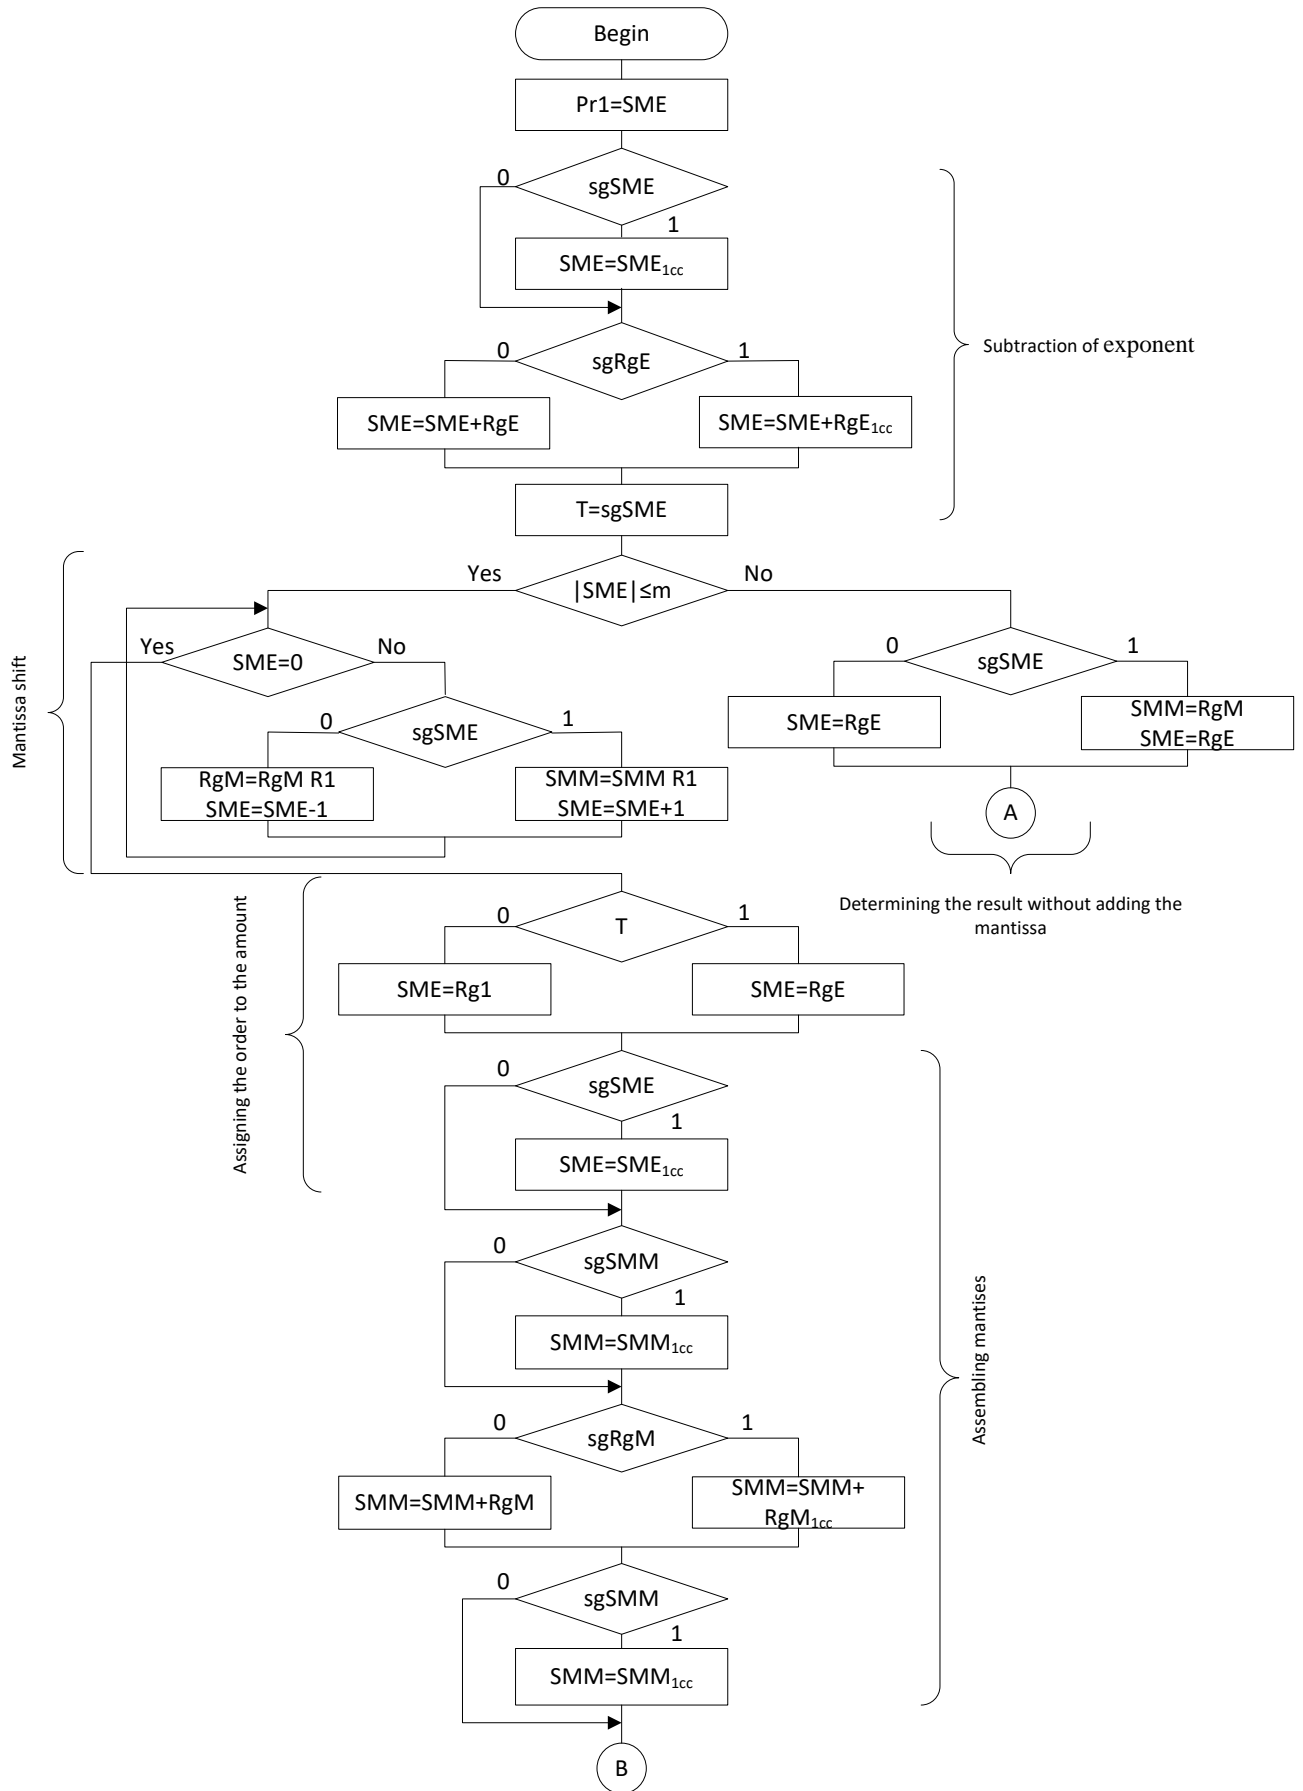 Begin
Pr1=SME
0
sgSME
1
SME=SME1cc
0
sgRgE
1
Subtraction of exponent
SME=SME+RgE
SME=SME+RgE1cc
T=sgSME
Yes
|SME|≤m
No
Mantissa shift
Yes
SME=0
No
0
sgSME
1
0
sgSME
1
RgM=RgM R1
SME=SME-1
SMM=SMM R1
SME=SME+1
SME=RgE
SMM=RgM
SME=RgE
A
Determining the result without adding the
mantissa
Assigning the order to the amount
0
T
1
SME=Rg1
SME=RgE
0
sgSME
1
SME=SME1cc
0
sgSMM
1
SMM=SMM1cc
Assembling mantises
0
sgRgM
1
SMM=SMM+RgM
SMM=SMM+
RgM1cc
0
sgSMM
1
SMM=SMM1cc
B